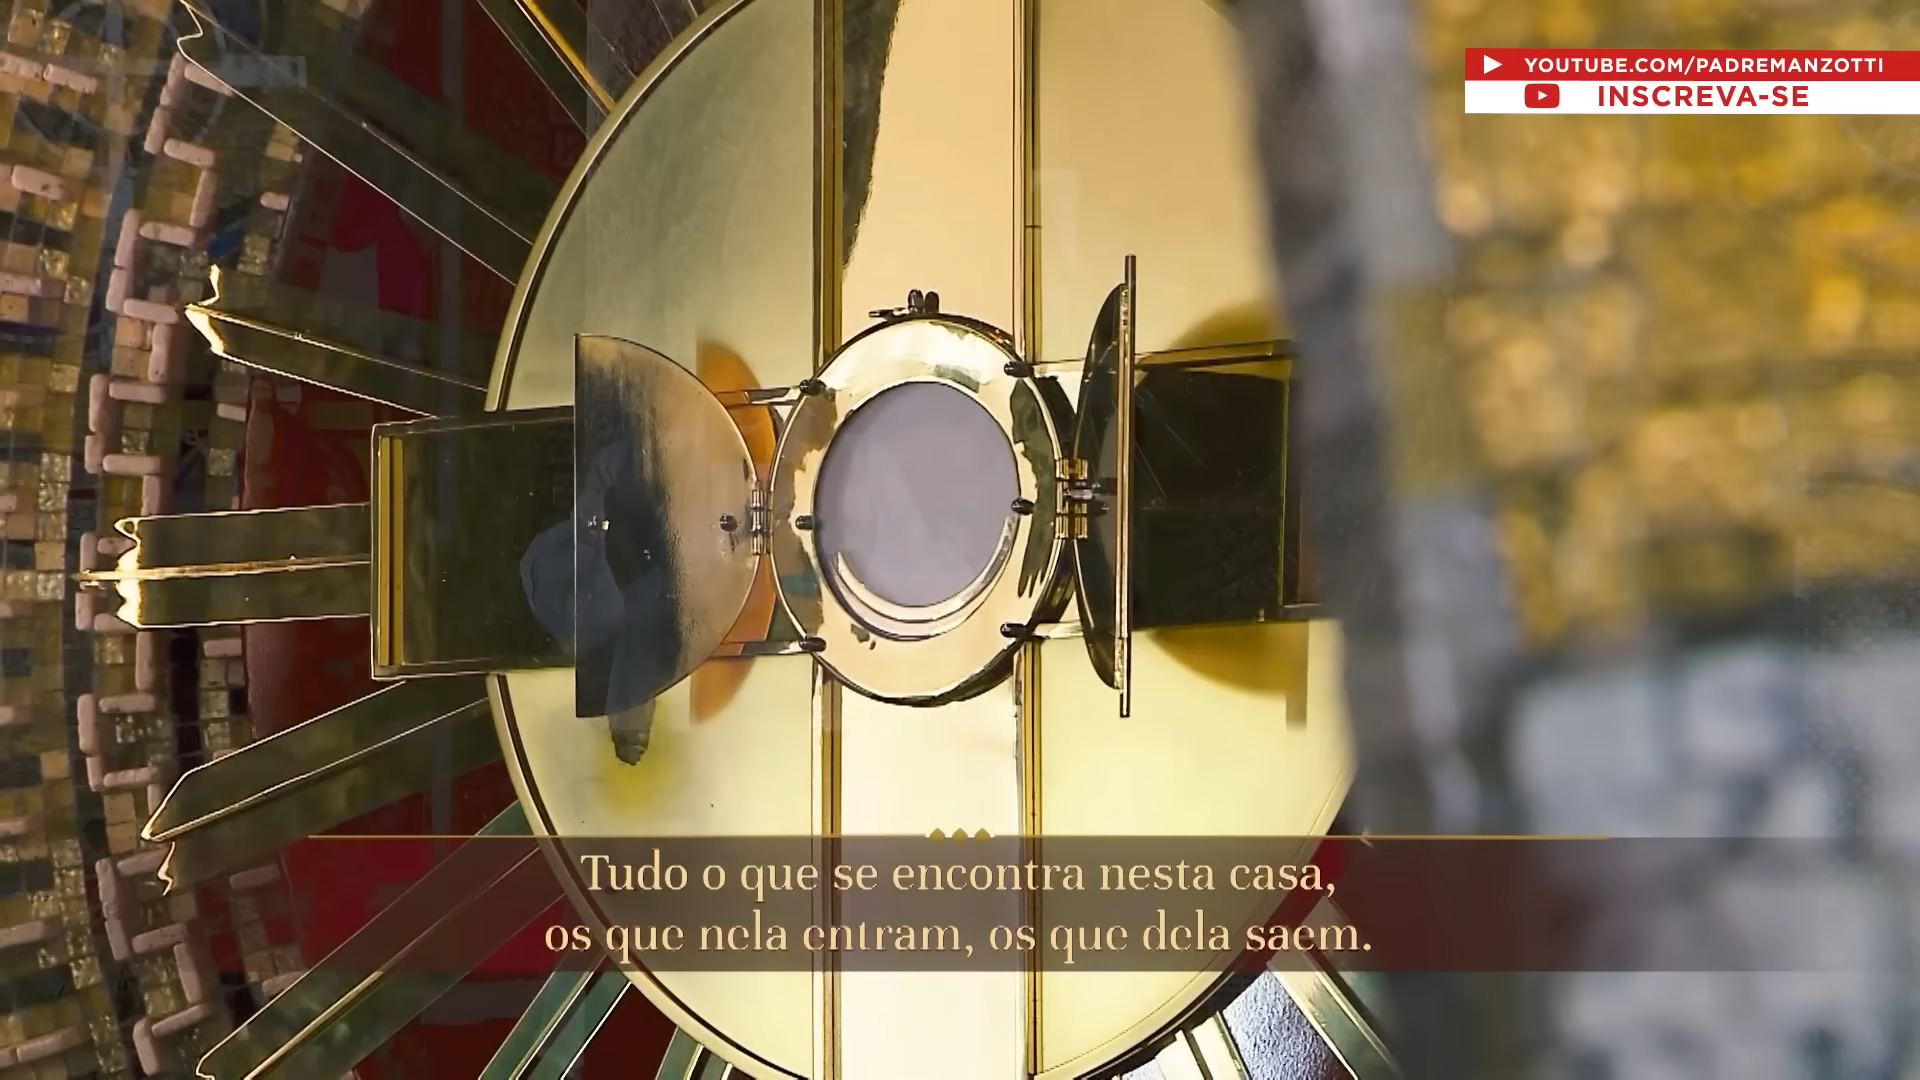 YOUTUBE.COM/PADREMANZOTTI
INSCREVA-SE
Tudo o que se encontra nesta casa,
os que nela entram, os que dela saem.